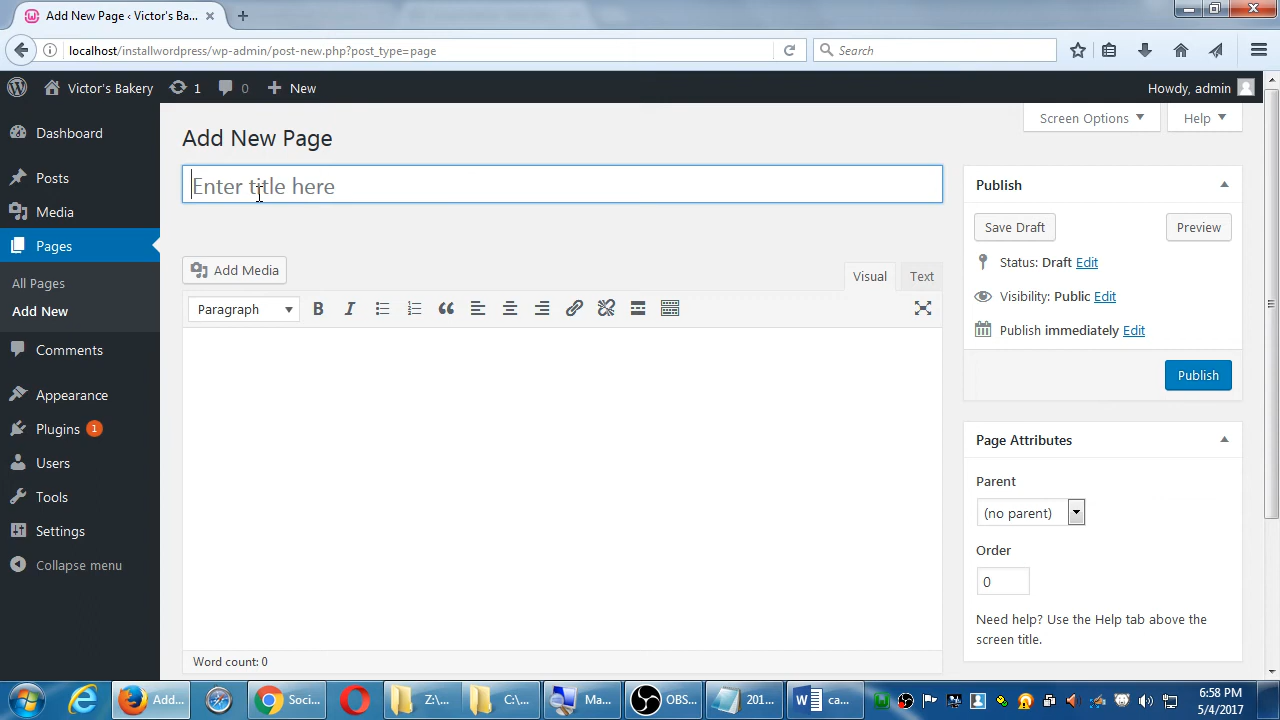 Add New Page ‹ Victor's Ba...
localhost/installwordpress/wp-admin/post-new.php?post_type=page
Search
Victor's Bakery
1
0
New
Howdy, admin
Screen Options
Help
Dashboard
Posts
Media
Pages
All Pages
Add New
Comments
Appearance
Plugins 1
Users
Tools
Settings
Collapse menu
Add New Page
Enter title here
Add Media
Visual
Text
Paragraph
B
I
Word count: 0
Publish
Save Draft
Preview
Status: Draft Edit
Visibility: Public Edit
Publish immediately Edit
Publish
Page Attributes
Parent
(no parent)
Order
0
Need help? Use the Help tab above the
screen title.
Add...
Soci...
Z:\...
C:\...
Ma...
OBS...
201...
ca...
6:58 PM
5/4/2017